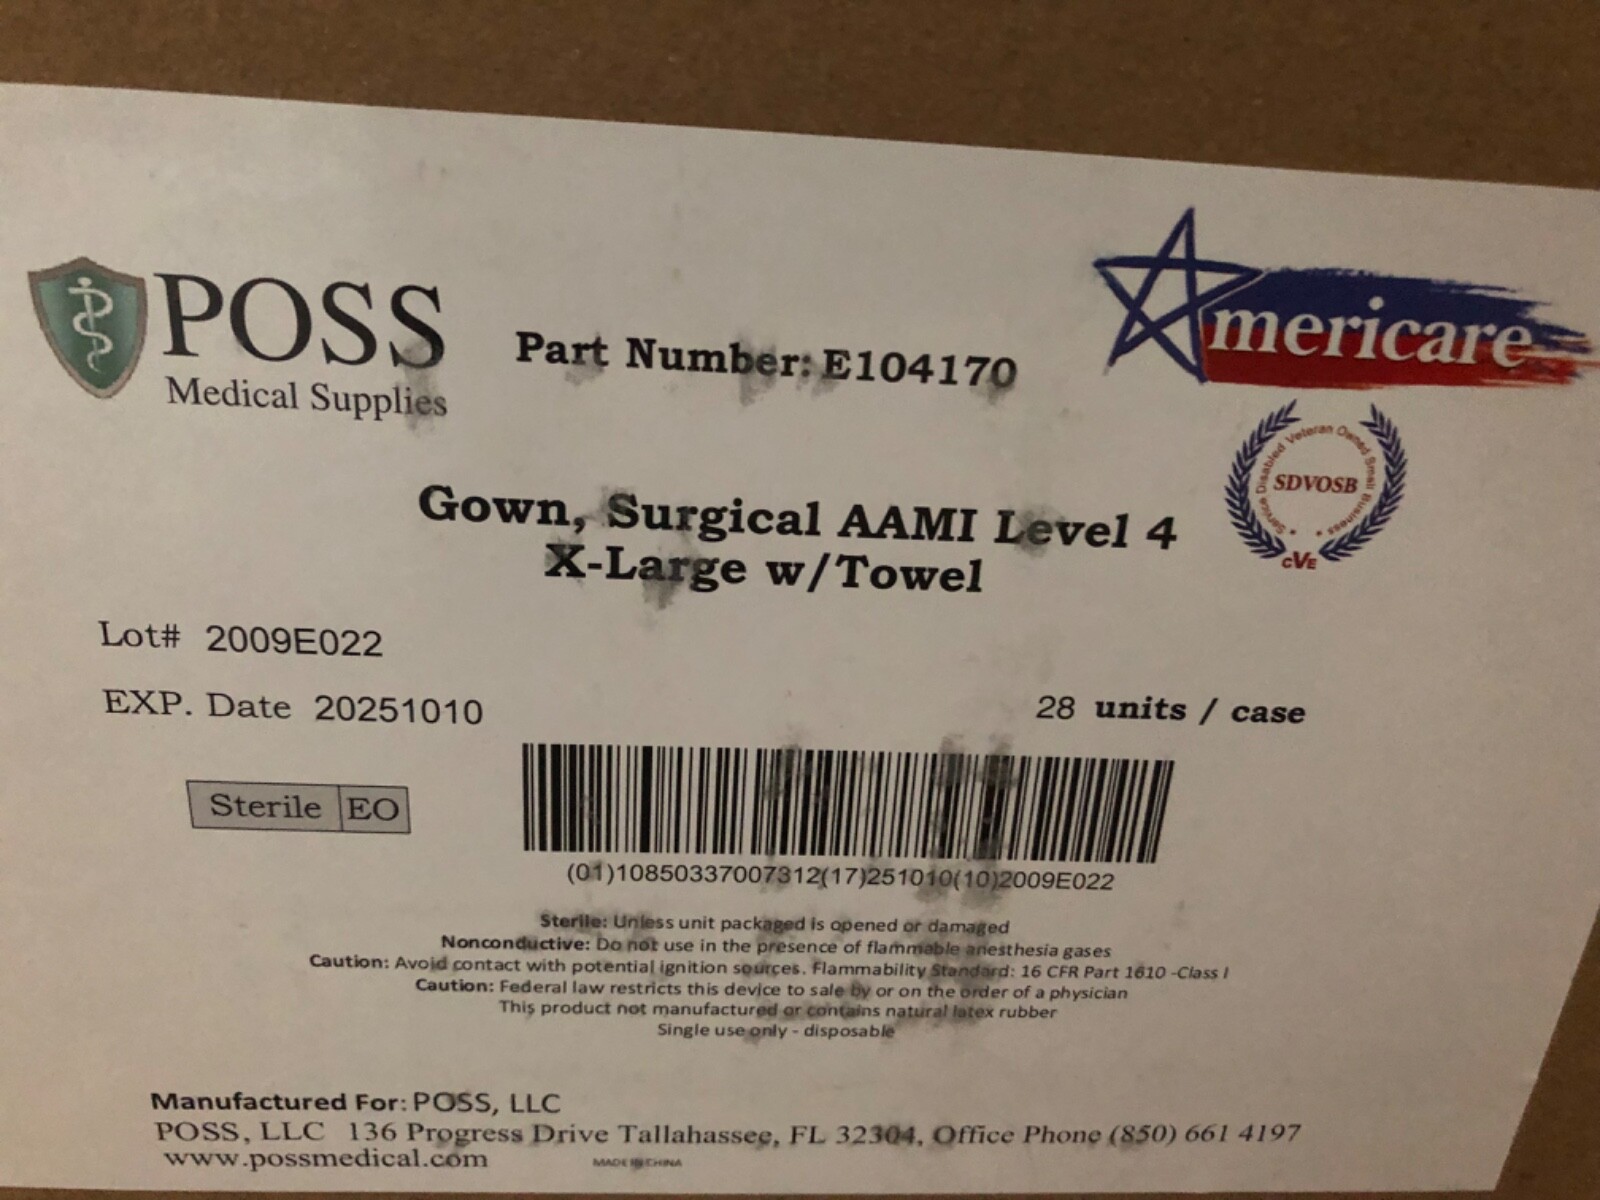 POSS
Medical Supplies
Part Number: E104170
Americare
Service Disabled Veteran Owned Small Business
SDVOSB
CVE
Gown, Surgical AAMI Level 4
X-Large w/Towel
Lot# 2009E022
EXP. Date 20251010
28 units / case
Sterile EO
(01)10850337007312(17)251010(10)2009E022
Sterile: Unless unit packaged is opened or damaged
Nonconductive: Do not use in the presence of flammable anesthesia gases
Caution: Avoid contact with potential ignition sources. Flammability Standard: 16 CFR Part 1610 -Class I
Caution: Federal law restricts this device to sale by or on the order of a physician
This product not manufactured or contains natural latex rubber
Single use only - disposable
Manufactured For: POSS, LLC
POSS, LLC 136 Progress Drive Tallahassee, FL 32304, Office Phone (850) 661 4197
www.possmedical.com
MADE IN CHINA